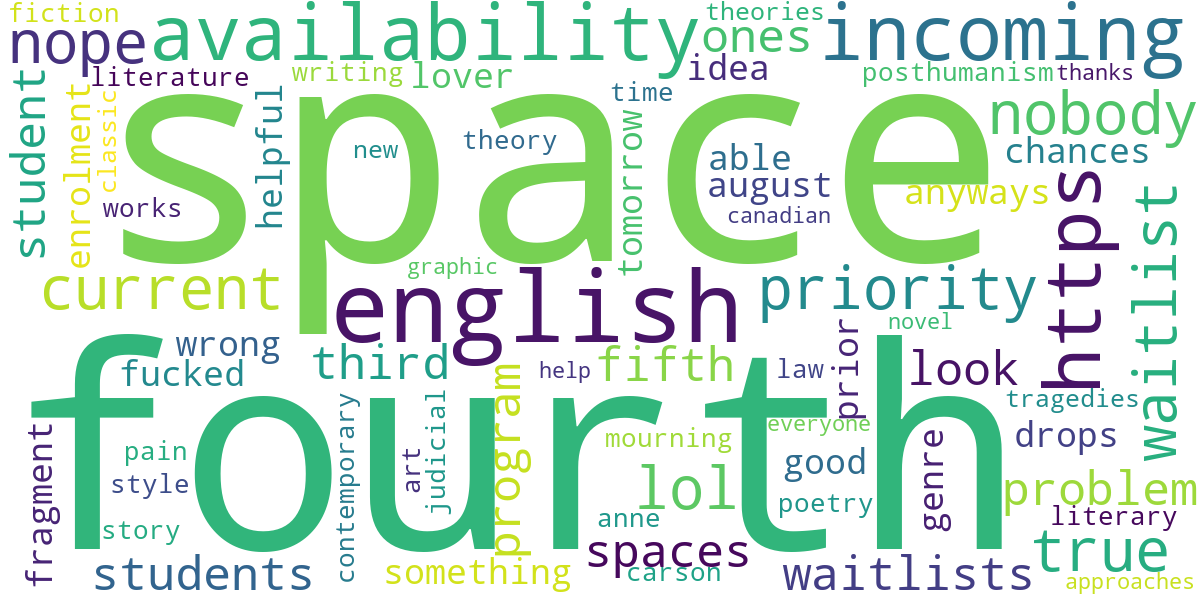 fiction
nope
availability
theories
ones
incoming
literature
writing
lover
idea
posthumanism
thanks
student
enrolment
classic
helpful
space
new
theory
time
tomorrow
able
august
canadian
nobody
chances
anyways
works
https
waitlist
current
graphic
english
priority
novel
wrong
fucked
third
help
fifth
law
prior
look
tragedies
fourth
fragment
pain
style
story
contemporary
art
judicial
program
mourning
everyone
lol
good
poetry
genre
drops
problem
literary
anne
true
students
something
spaces
carson
waitlists
approaches